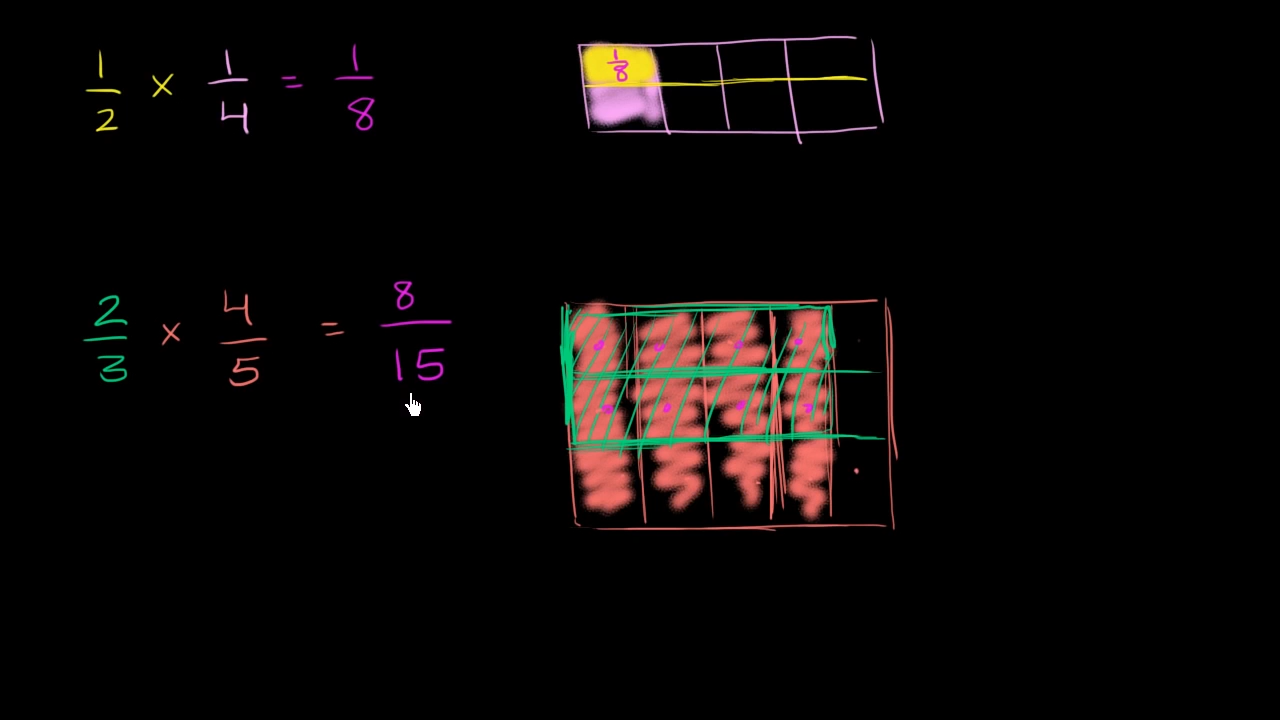 1/2 × 1/4 = 1/8
1/8
2/3 × 4/5 = 8/15